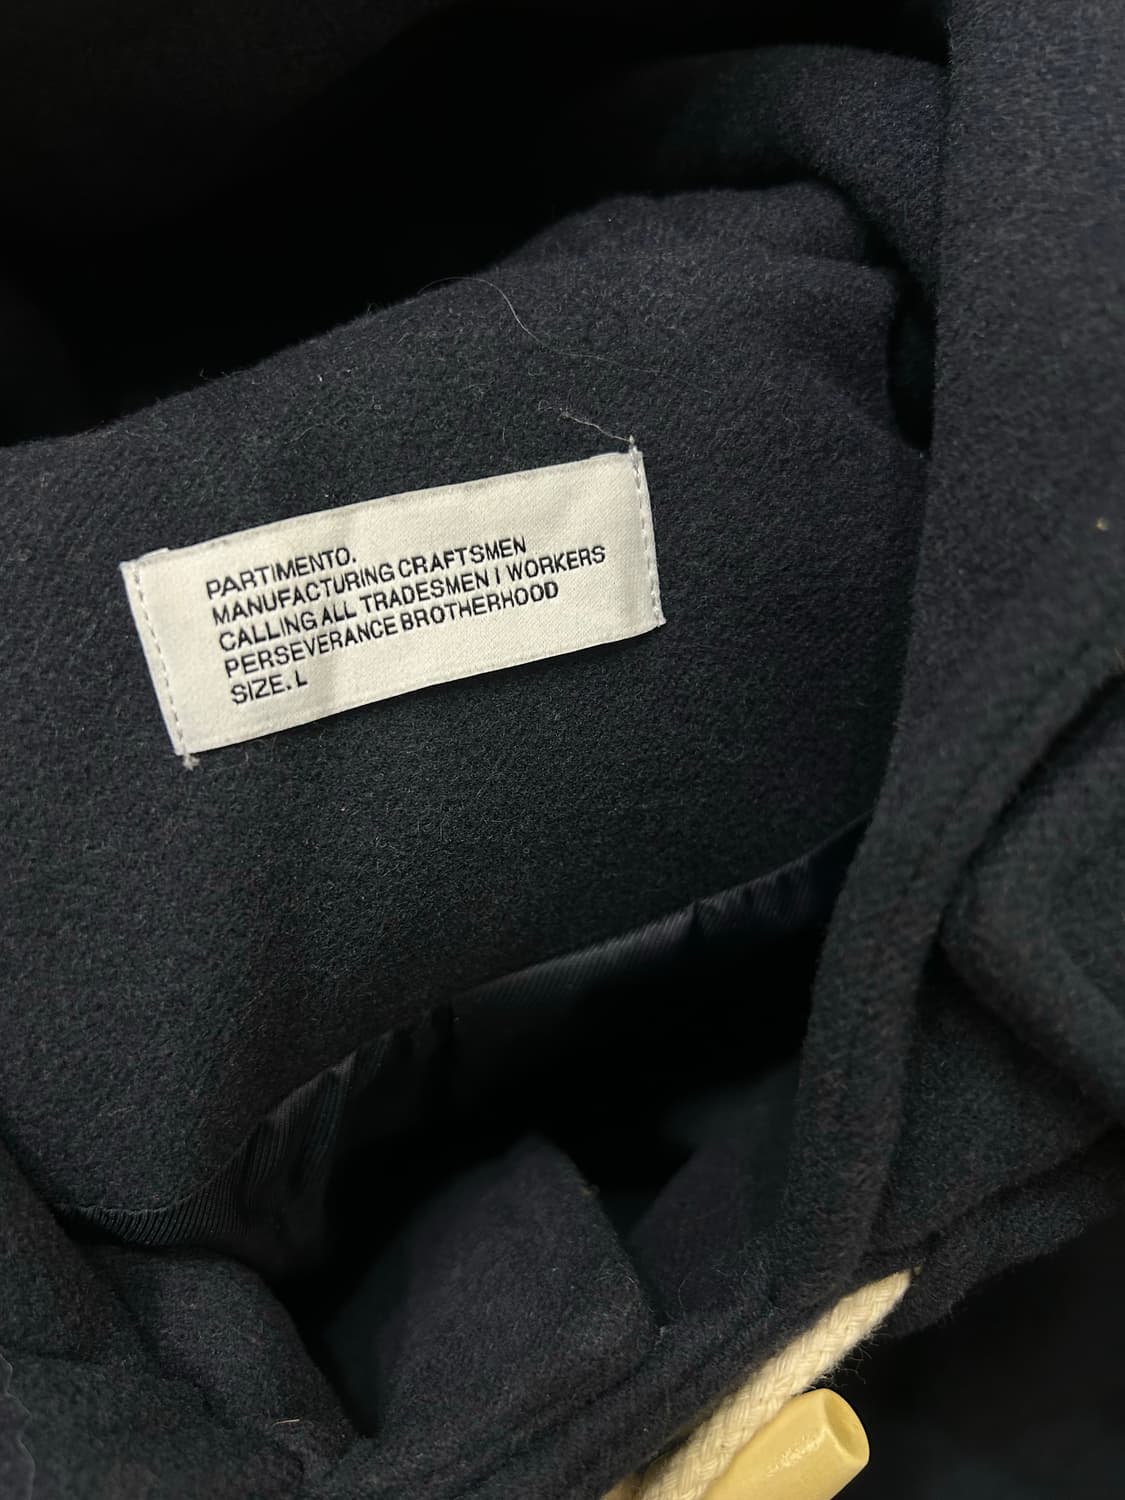 PARTIMENTO.
MANUFACTURING CRAFTSMEN
CALLING ALL TRADESMEN I WORKERS
PERSEVERANCE BROTHERHOOD
SIZE. L